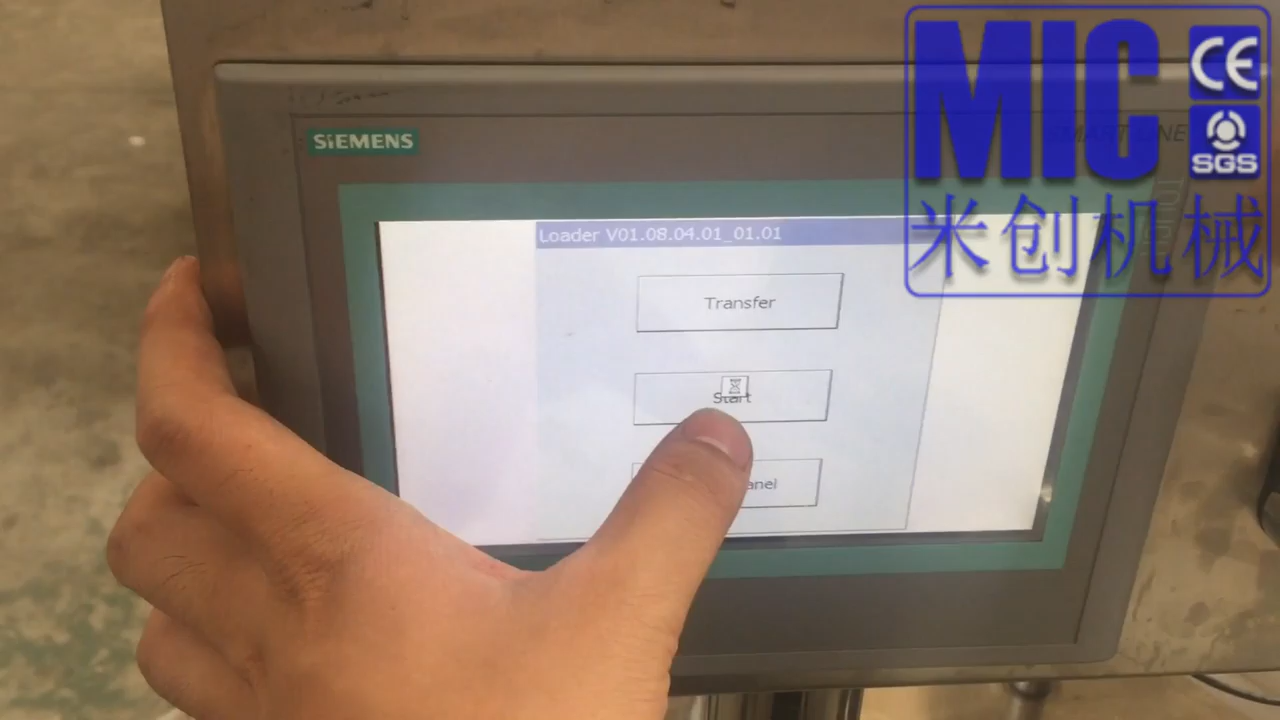 SIEMENS
Loader V01.08.04.01_01.01
Transfer
Start
MIC
CE
SGS
米创机械